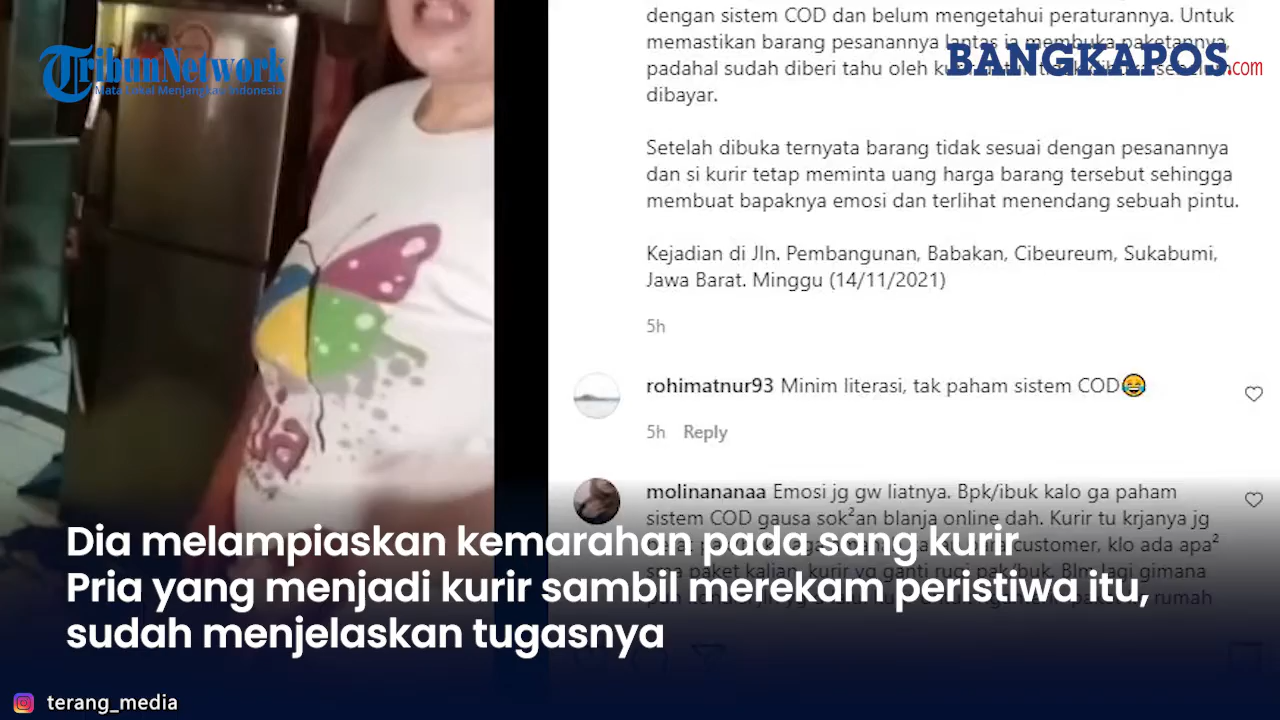 TribunNetwork
Mata Lokal Menjangkau Indonesia
BANGKAPOS.com
dengan sistem COD dan belum mengetahui peraturannya. Untuk
memastikan barang pesanannya lantas ia membuka paketannya,
padahal sudah diberi tahu oleh
dibayar.
Setelah dibuka ternyata barang tidak sesuai dengan pesanannya
dan si kurir tetap meminta uang harga barang tersebut sehingga
membuat bapaknya emosi dan terlihat menendang sebuah pintu.
Kejadian di Jln. Pembangunan, Babakan, Cibeureum, Sukabumi,
Jawa Barat. Minggu (14/11/2021)
5h
rohimatnur93 Minim literasi, tak paham sistem COD😂
5h Reply
molinananaa Emosi jg gw liatnya. Bpk/ibuk kalo ga paham
sistem COD gausa sok²an blanja online dah. Kurir tu krjanya jg
customer, klo ada apa²
paket kalian, kurir yg ganti rugi pak/buk. Blm lagi gimana
rumah
Dia melampiaskan kemarahan pada sang kurir
Pria yang menjadi kurir sambil merekam peristiwa itu,
sudah menjelaskan tugasnya
terang_media